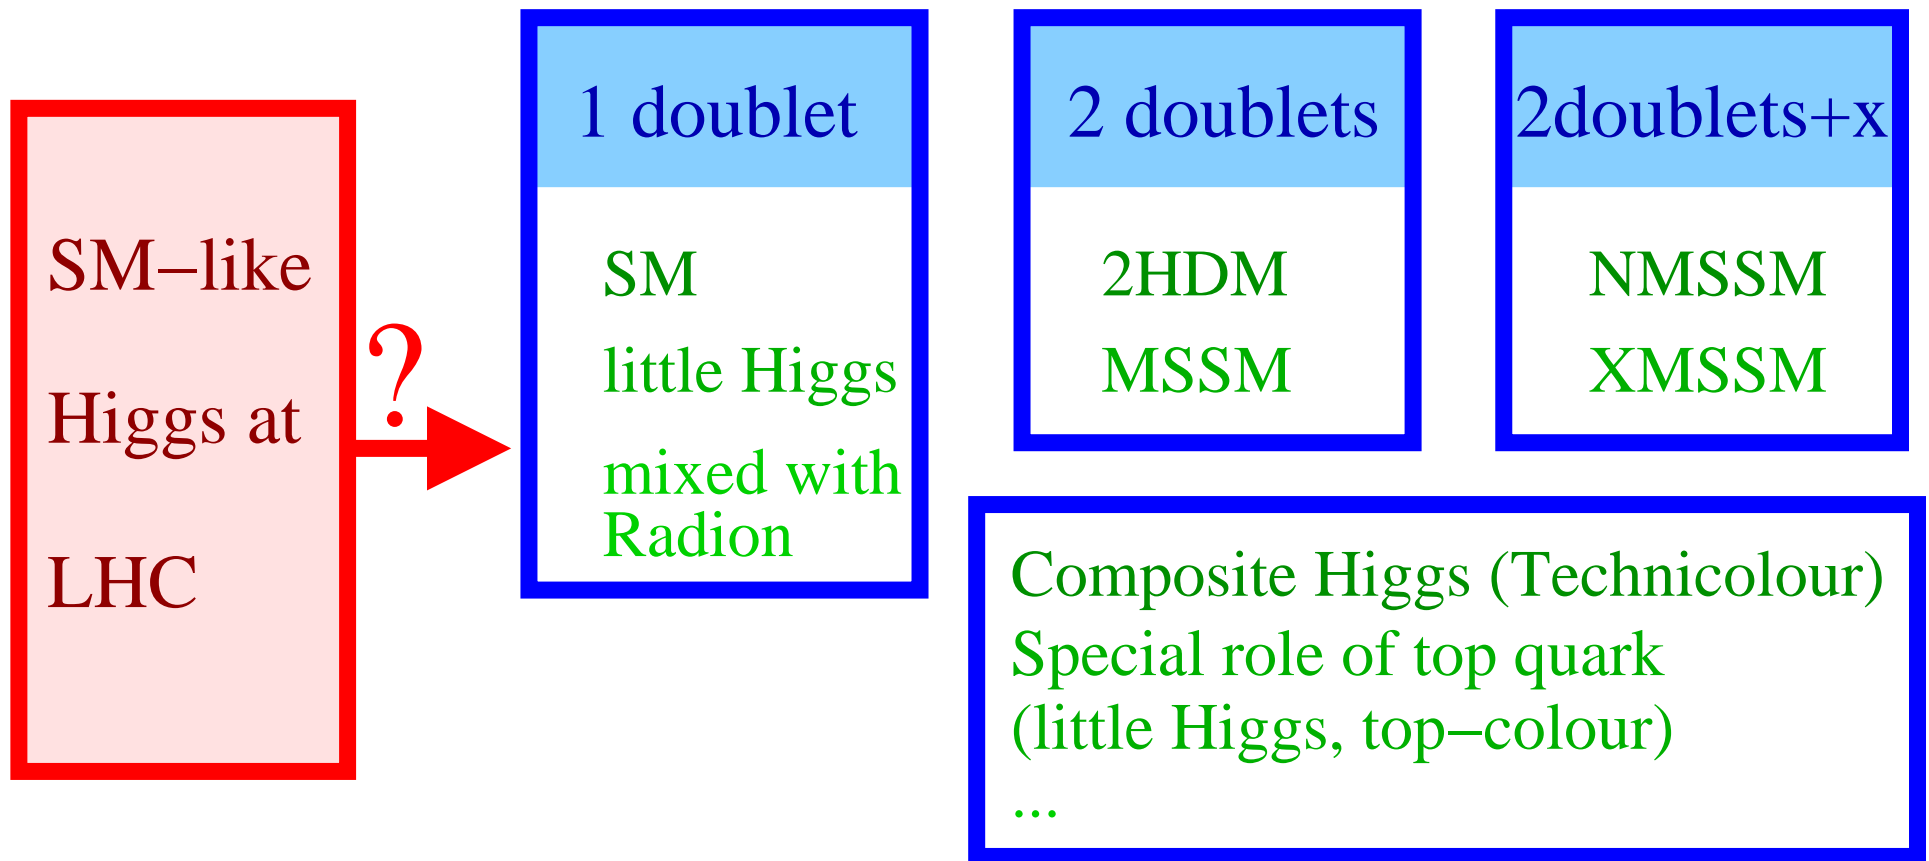 SM–like
Higgs at
LHC
?
1 doublet
SM
little Higgs
mixed with
Radion
2 doublets
2HDM
MSSM
2doublets+x
NMSSM
XMSSM
Composite Higgs (Technicolour)
Special role of top quark
(little Higgs, top–colour)
...